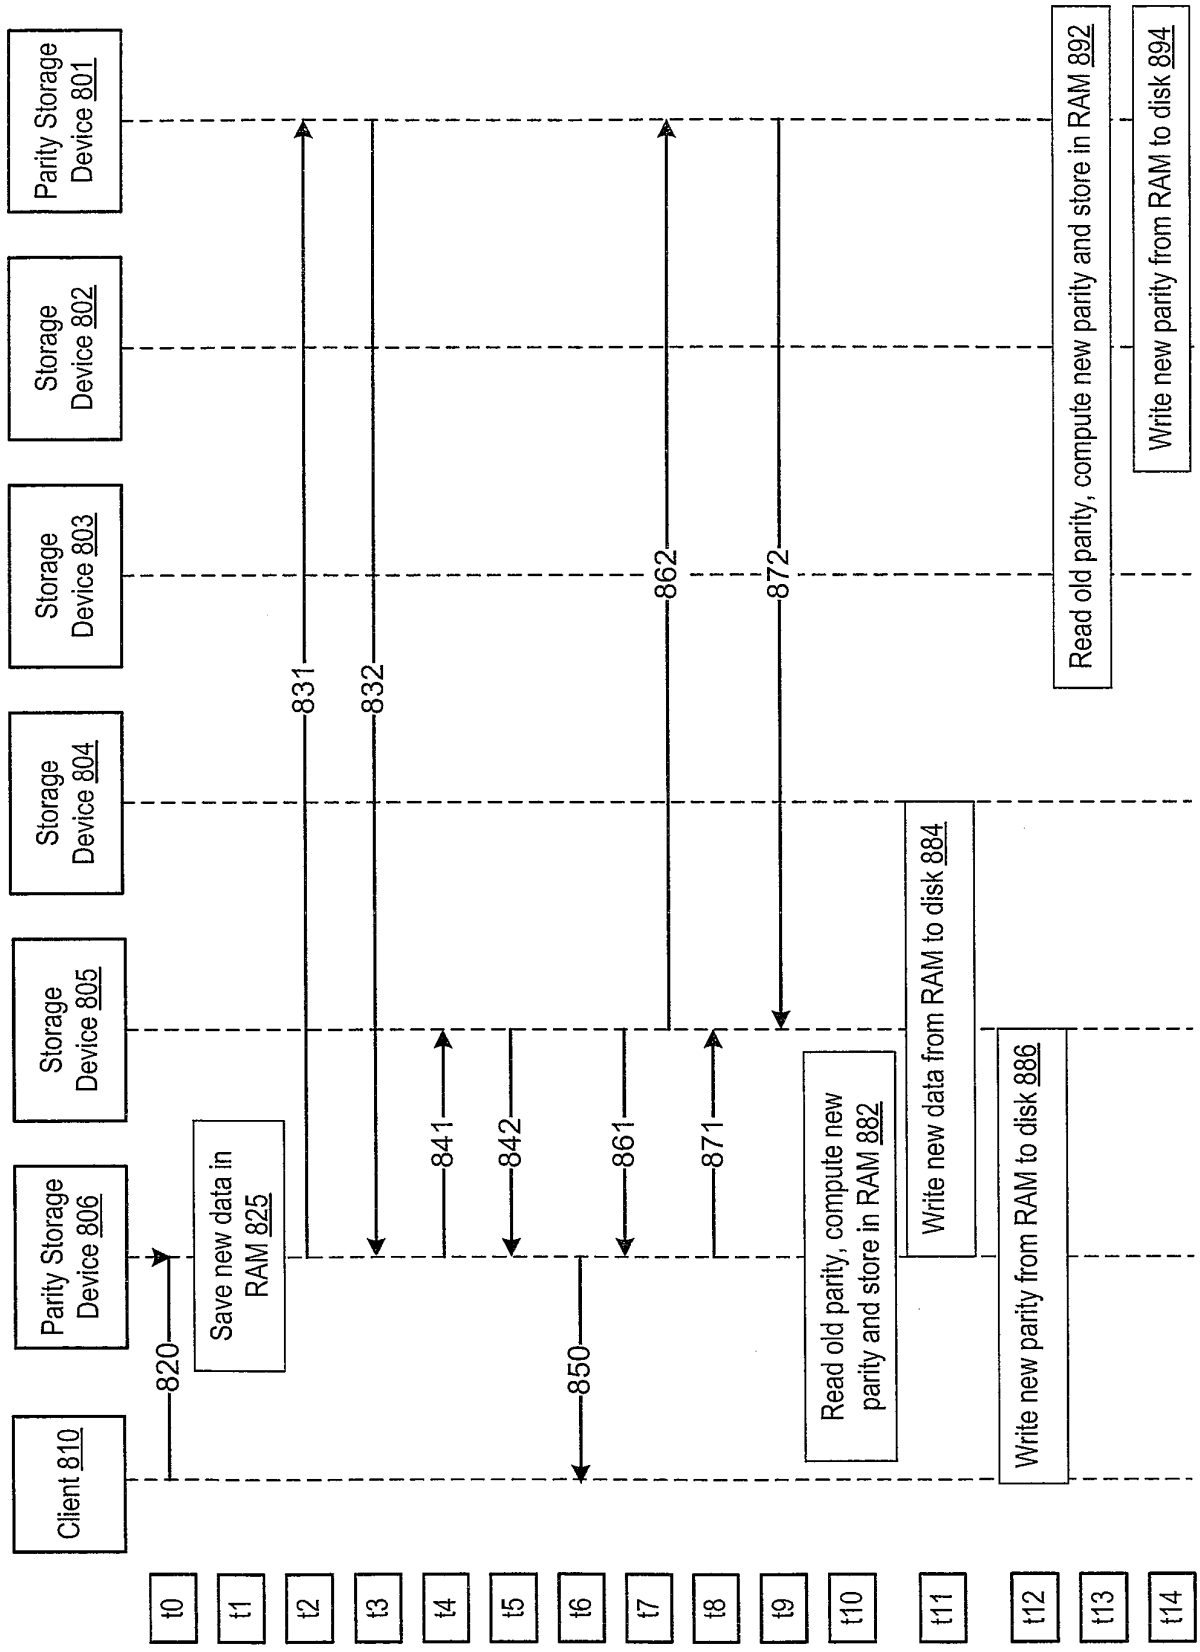 Client 810
Parity Storage
Device 806
Storage
Device 805
Storage
Device 804
Storage
Device 803
Storage
Device 802
Parity Storage
Device 801
t0
820
t1
Save new data in
RAM 825
t2
831
t3
832
t4
841
t5
842
t6
850
t7
861
862
t8
871
t9
872
t10
Read old parity, compute new
parity and store in RAM 882
t11
Write new data from RAM to disk 884
t12
Write new parity from RAM to disk 886
t13
Read old parity, compute new parity and store in RAM 892
t14
Write new parity from RAM to disk 894